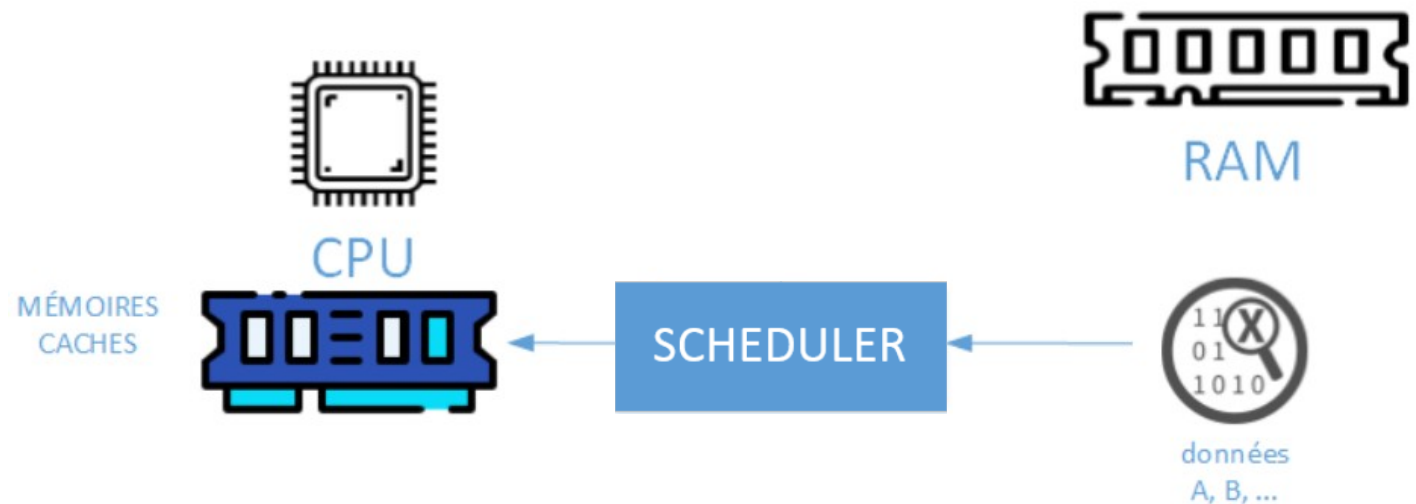 RAM
CPU
MÉMOIRES
CACHES
SCHEDULER
11
X
01
1010
données
A, B, ...